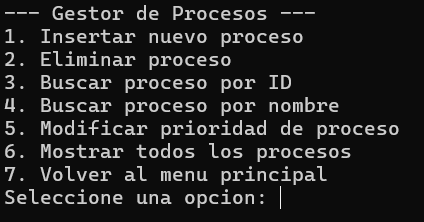 --- Gestor de Procesos ---
1. Insertar nuevo proceso
2. Eliminar proceso
3. Buscar proceso por ID
4. Buscar proceso por nombre
5. Modificar prioridad de proceso
6. Mostrar todos los procesos
7. Volver al menu principal
Seleccione una opcion: